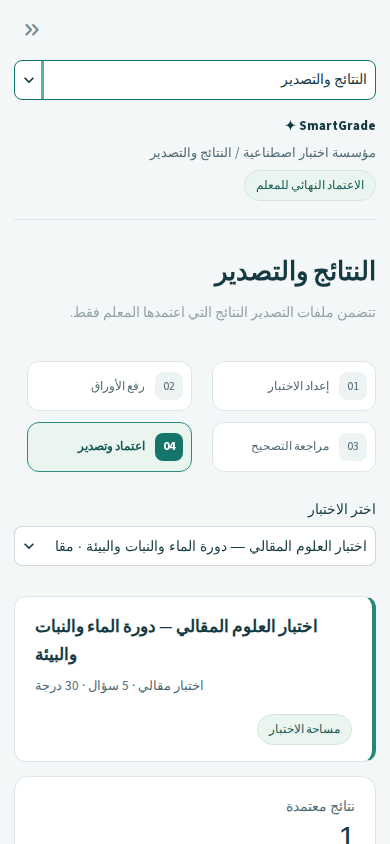 النتائج والتصدير
SmartGrade ✦
مؤسسة اختبار اصطناعية / النتائج والتصدير
الاعتماد النهائي للمعلم
النتائج والتصدير
تتضمن ملفات التصدير النتائج التي اعتمدها المعلم فقط.
01 إعداد الاختبار
02 رفع الأوراق
03 مراجعة التصحيح
04 اعتماد وتصدير
اختر الاختبار
اختبار العلوم المقالي — دورة الماء والنبات والبيئة · مقا
اختبار العلوم المقالي — دورة الماء والنبات
والبيئة
اختبار مقالي · 5 سؤال · 30 درجة
مساحة الاختبار
نتائج معتمدة
1